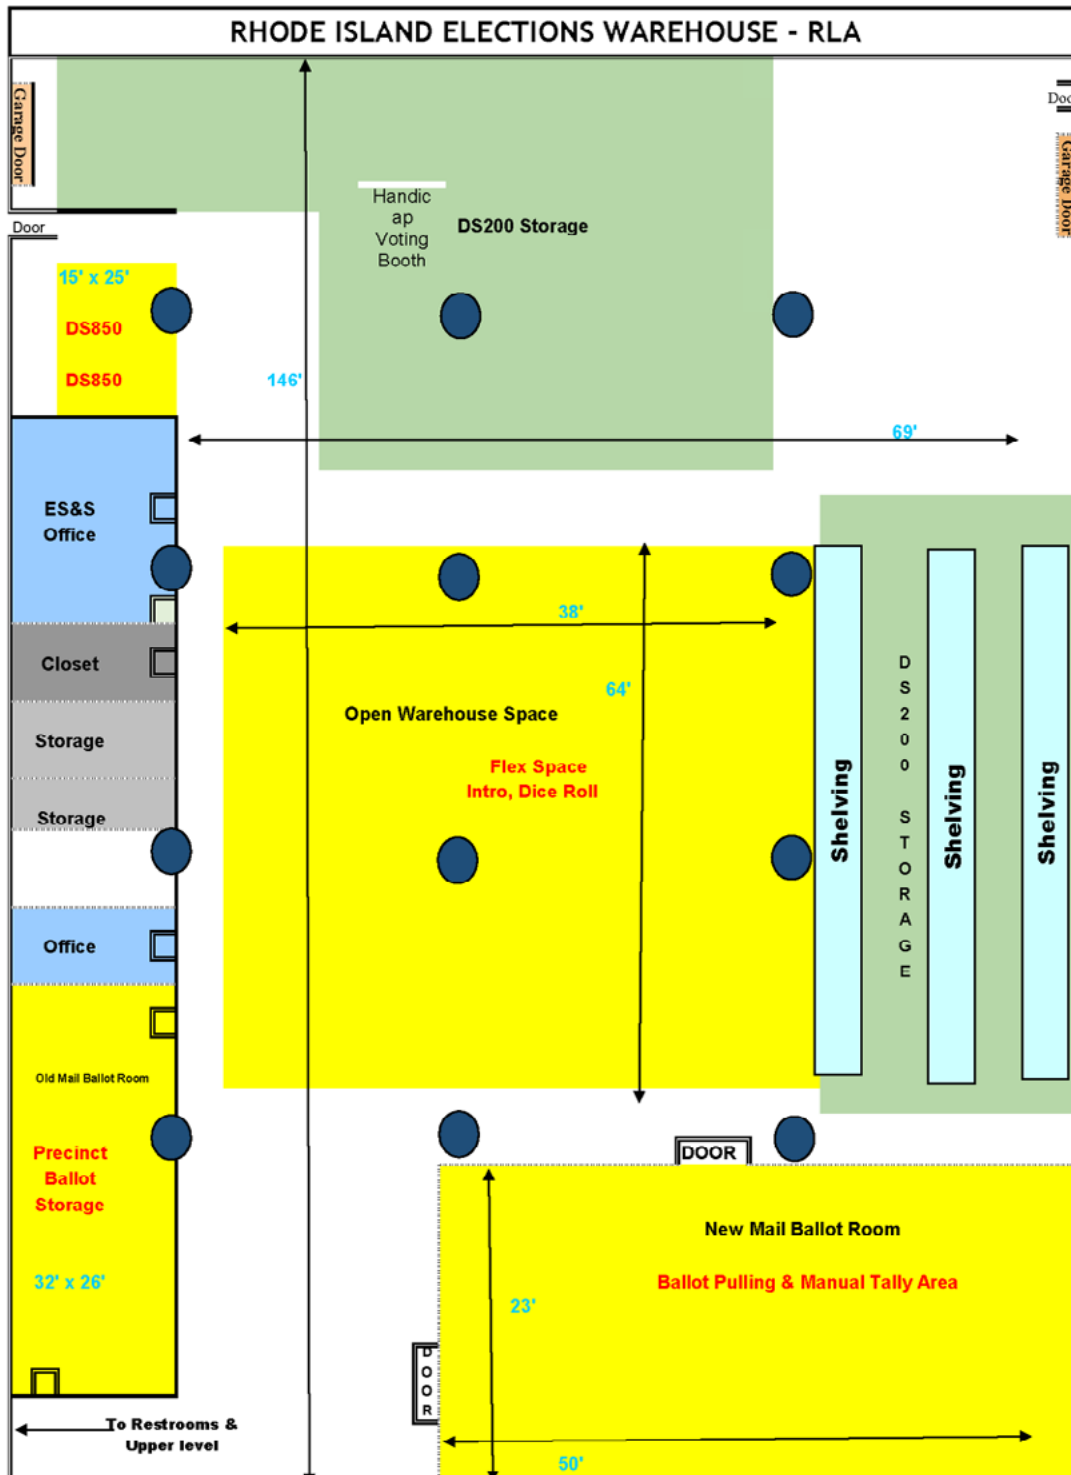 RHODE ISLAND ELECTIONS WAREHOUSE - RLA
Garage Door
Doo
Garage Door
Handic
ap
Voting
Booth
DS200 Storage
Door
15' x 25'
DS850
DS850
146'
69'
ES&S
Office
38'
Closet
64'
Open Warehouse Space
Storage
Flex Space
Intro, Dice Roll
Storage
Shelving
DS200 STORAGE
Shelving
Shelving
Office
Old Mail Ballot Room
Precinct
Ballot
Storage
32' x 26'
DOOR
New Mail Ballot Room
Ballot Pulling & Manual Tally Area
23'
DOOR
50'
To Restrooms &
Upper level